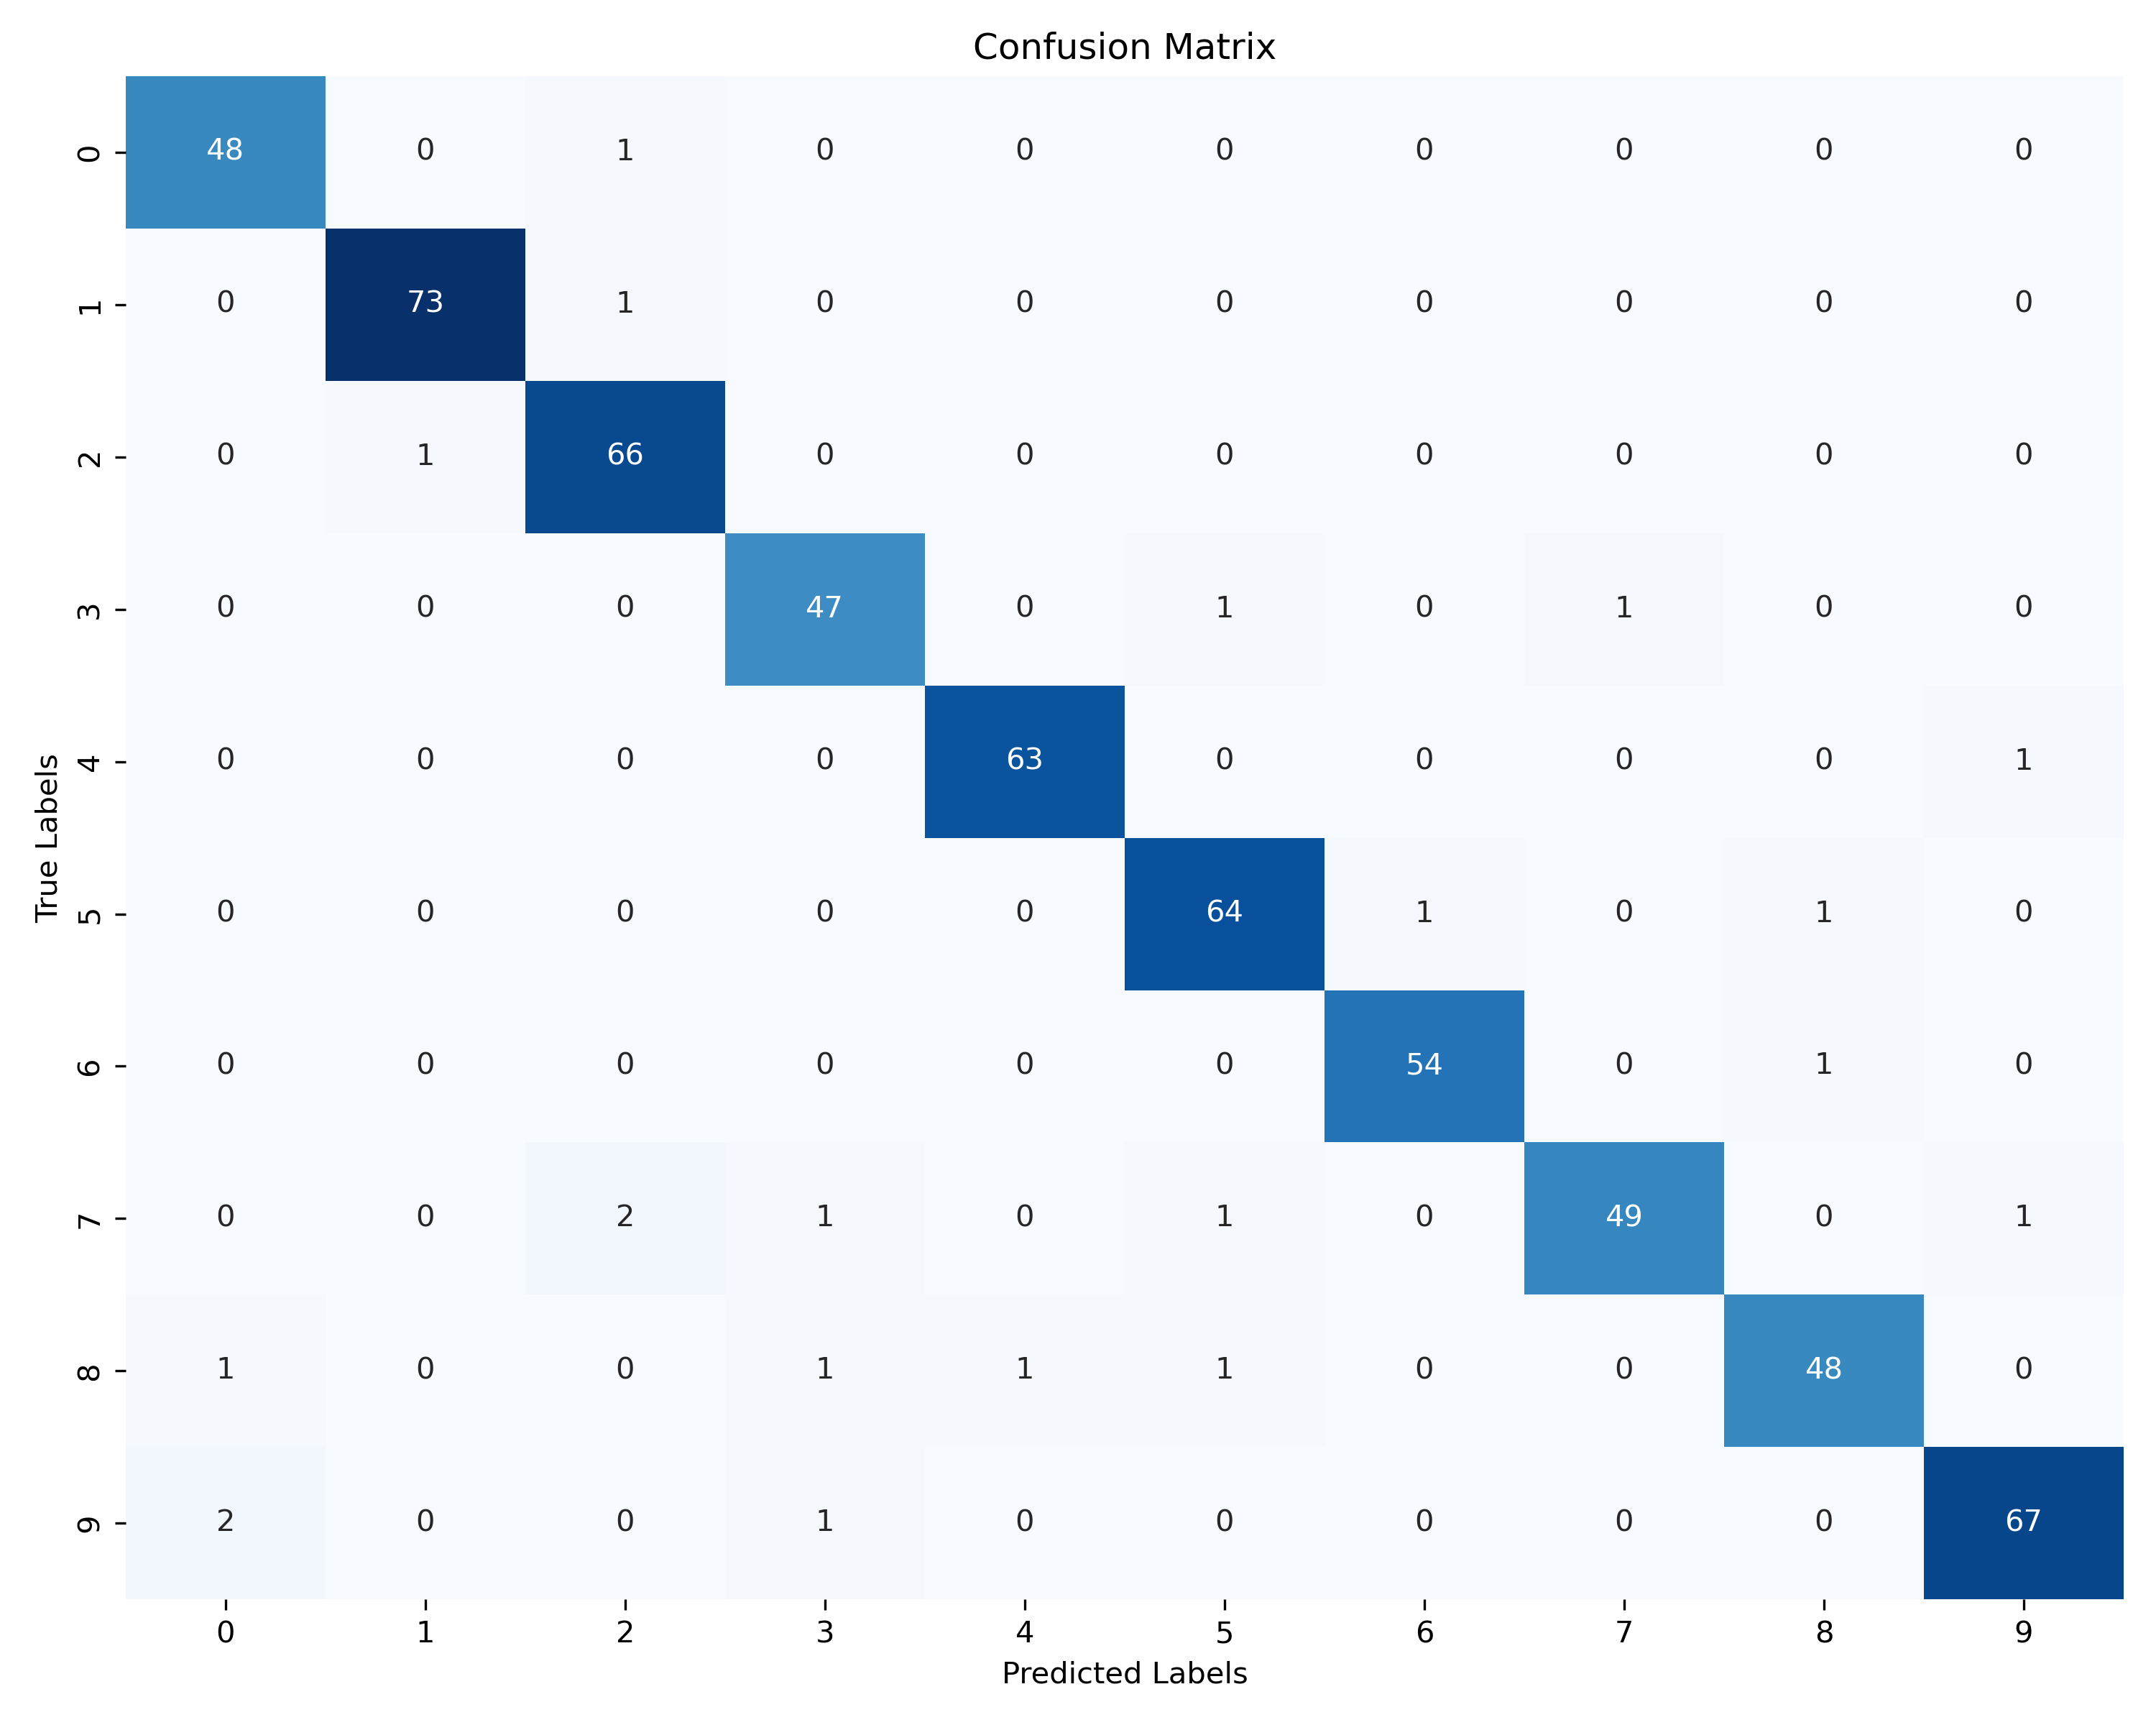 Confusion Matrix
True Labels
0 48 0 1 0 0 0 0 0 0 0
1 0 73 1 0 0 0 0 0 0 0
2 0 1 66 0 0 0 0 0 0 0
3 0 0 0 47 0 1 0 1 0 0
4 0 0 0 0 63 0 0 0 0 1
5 0 0 0 0 0 64 1 0 1 0
6 0 0 0 0 0 0 54 0 1 0
7 0 0 2 1 0 1 0 49 0 1
8 1 0 0 1 1 1 0 0 48 0
9 2 0 0 1 0 0 0 0 0 67
0 1 2 3 4 5 6 7 8 9
Predicted Labels